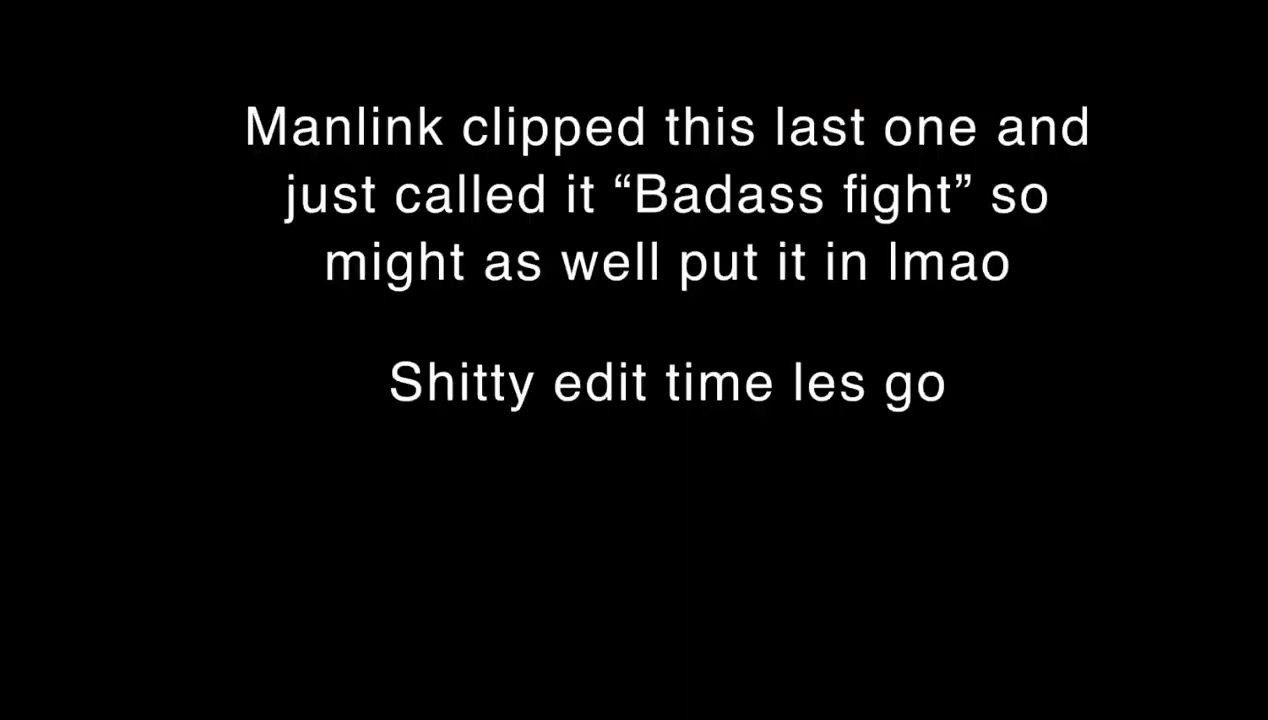 Manlink clipped this last one and
just called it “Badass fight” so
might as well put it in lmao
Shitty edit time les go